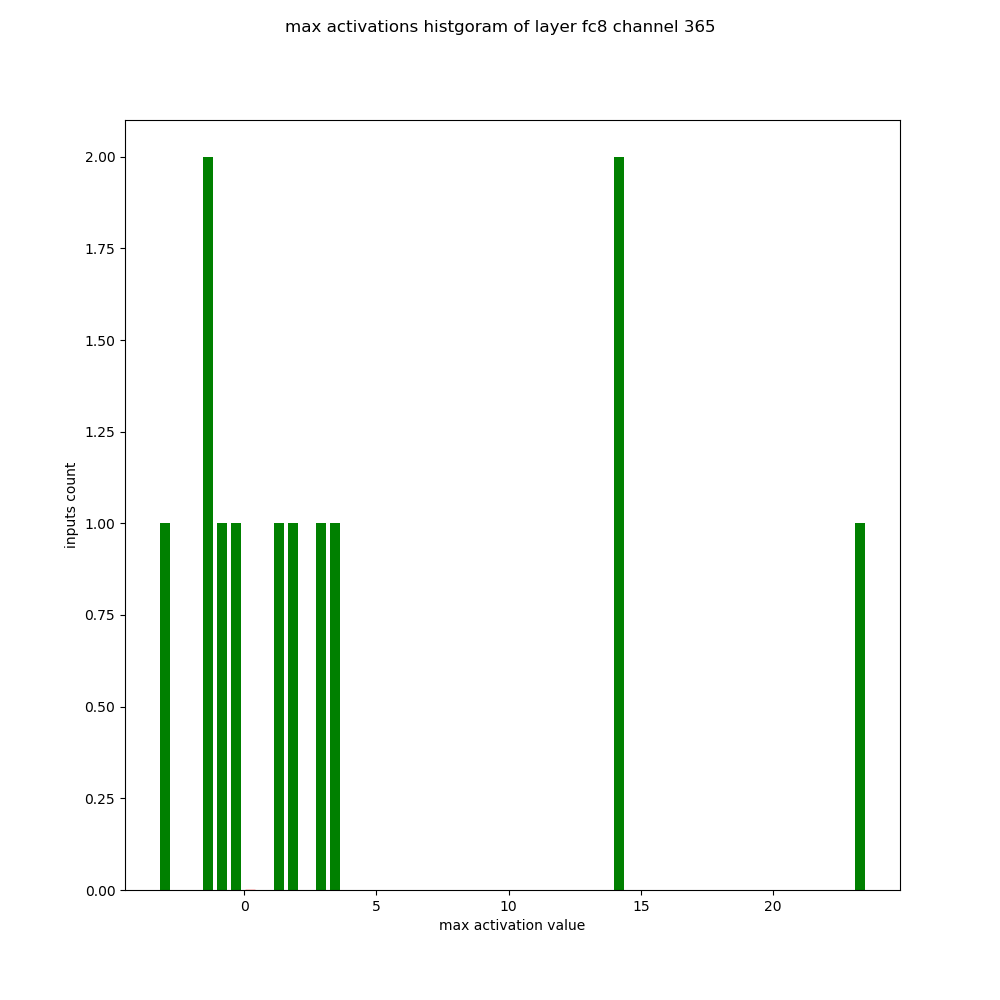 max activations histgoram of layer fc8 channel 365
2.00
1.75
1.50
1.25
1.00
0.75
0.50
0.25
0.00
inputs count
0 5 10 15 20
max activation value